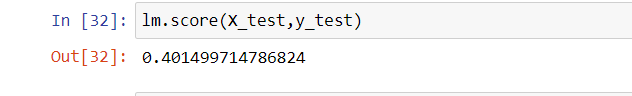 In [32]: lm.score(X_test,y_test)
Out[32]: 0.401499714786824